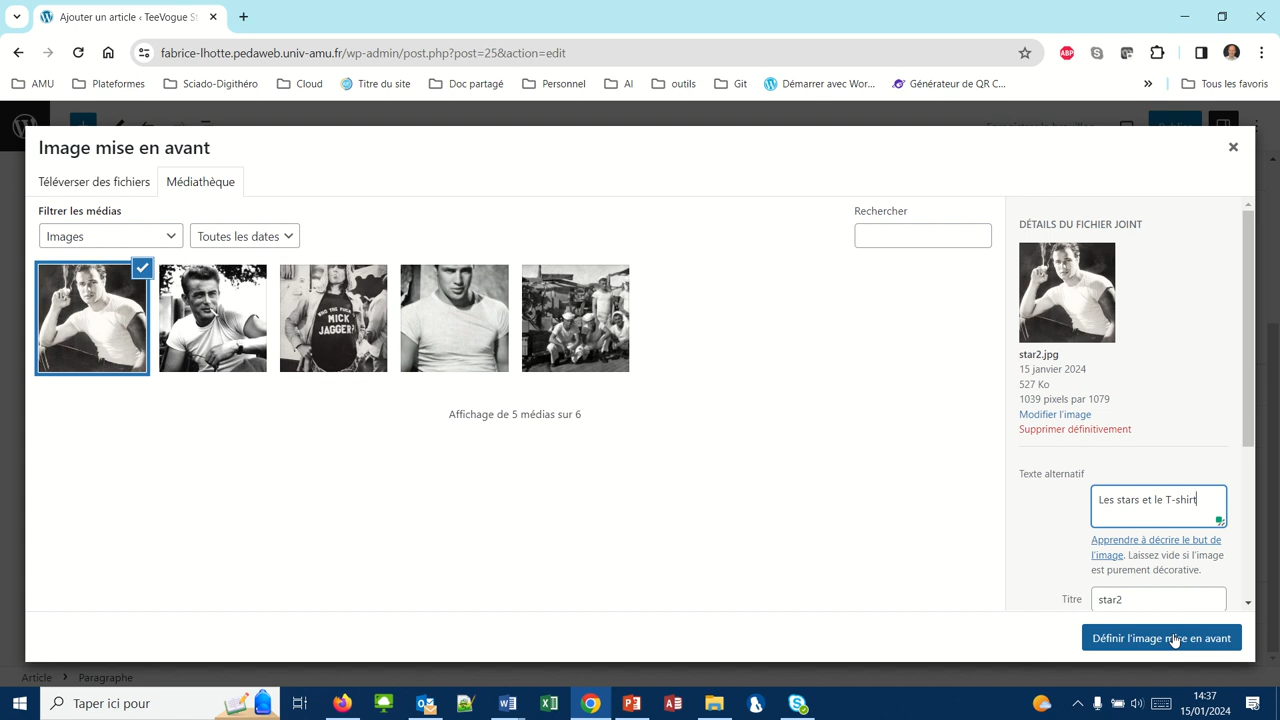 Ajouter un article ‹ TeeVogue St
fabrice-lhotte.pedaweb.univ-amu.fr/wp-admin/post.php?post=25&action=edit
ABP
AMU Plateformes Sciado-Digithéro Cloud Titre du site Doc partagé Personnel AI outils Git Démarrer avec Wor... Générateur de QR C... » Tous les favoris
Image mise en avant
Téléverser des fichiers Médiathèque
Filtrer les médias
Rechercher
Images Toutes les dates
DÉTAILS DU FICHIER JOINT
MICK
JAGGER?
star2.jpg
15 janvier 2024
527 Ko
1039 pixels par 1079
Modifier l'image
Supprimer définitivement
Affichage de 5 médias sur 6
Texte alternatif
Les stars et le T-shirt
Apprendre à décrire le but de
l'image. Laissez vide si l'image
est purement décorative.
Titre star2
Définir l'image mise en avant
Article > Paragraphe
Taper ici pour
14:37
15/01/2024